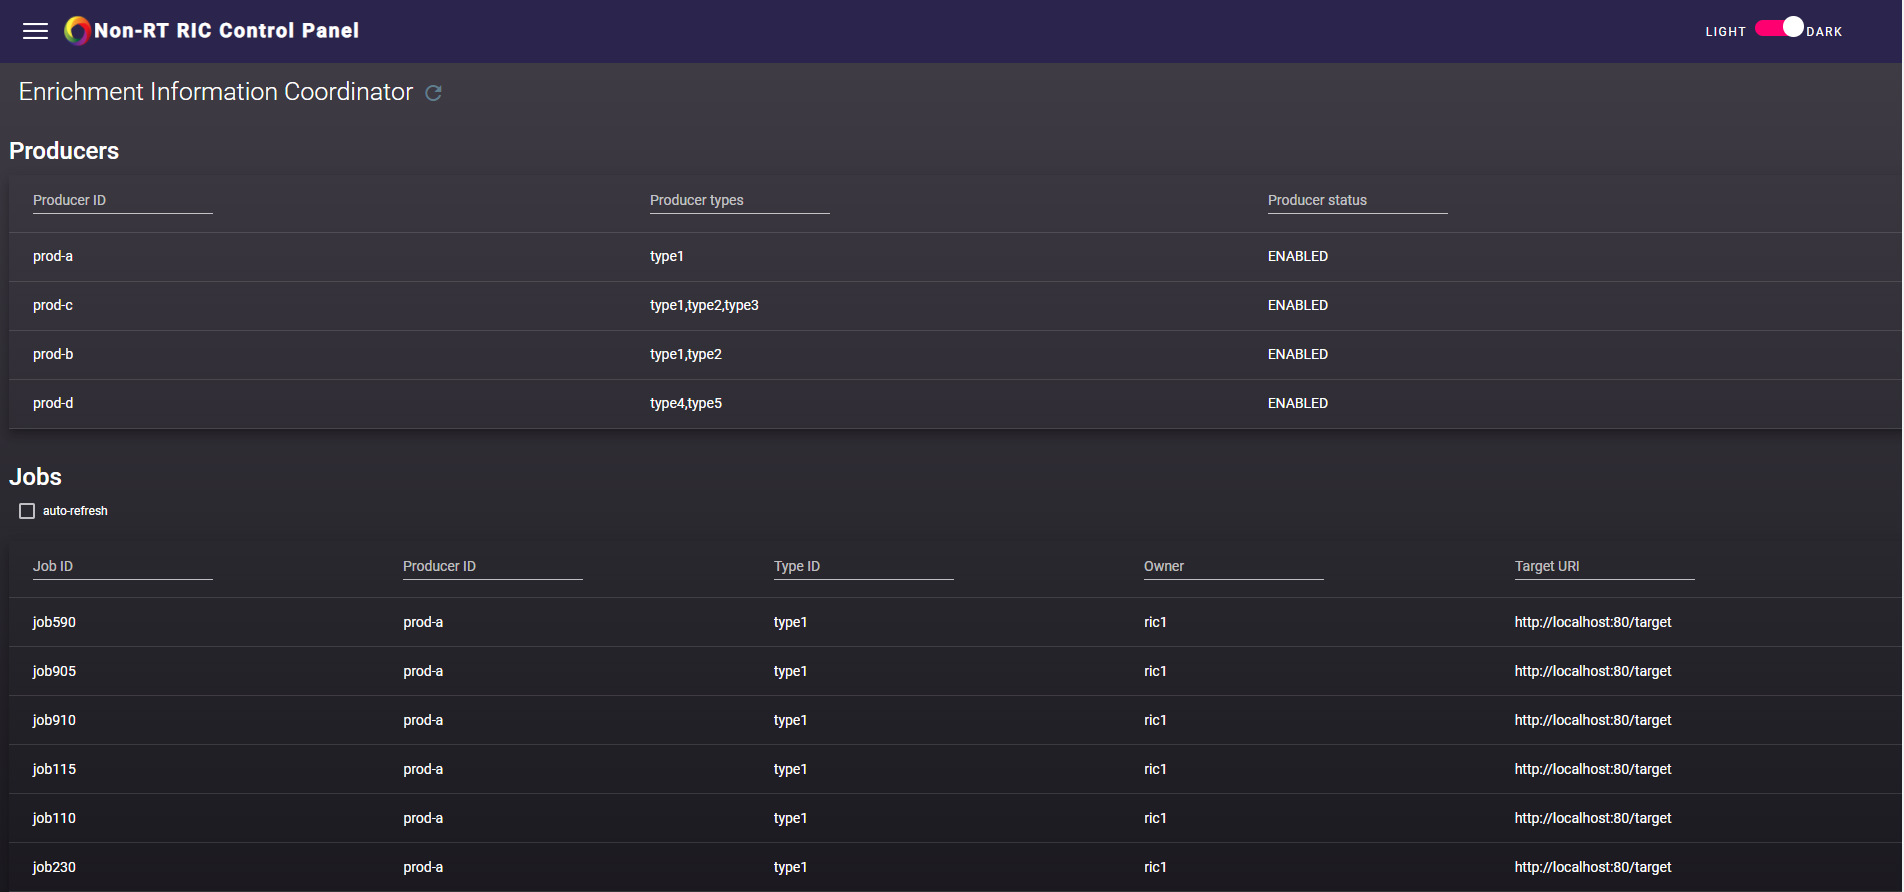 Non-RT RIC Control Panel LIGHT DARK
Enrichment Information Coordinator
Producers
Producer ID Producer types Producer status
prod-a type1 ENABLED
prod-c type1,type2,type3 ENABLED
prod-b type1,type2 ENABLED
prod-d type4,type5 ENABLED
Jobs
auto-refresh
Job ID Producer ID Type ID Owner Target URI
job590 prod-a type1 ric1 http://localhost:80/target
job905 prod-a type1 ric1 http://localhost:80/target
job910 prod-a type1 ric1 http://localhost:80/target
job115 prod-a type1 ric1 http://localhost:80/target
job110 prod-a type1 ric1 http://localhost:80/target
job230 prod-a type1 ric1 http://localhost:80/target